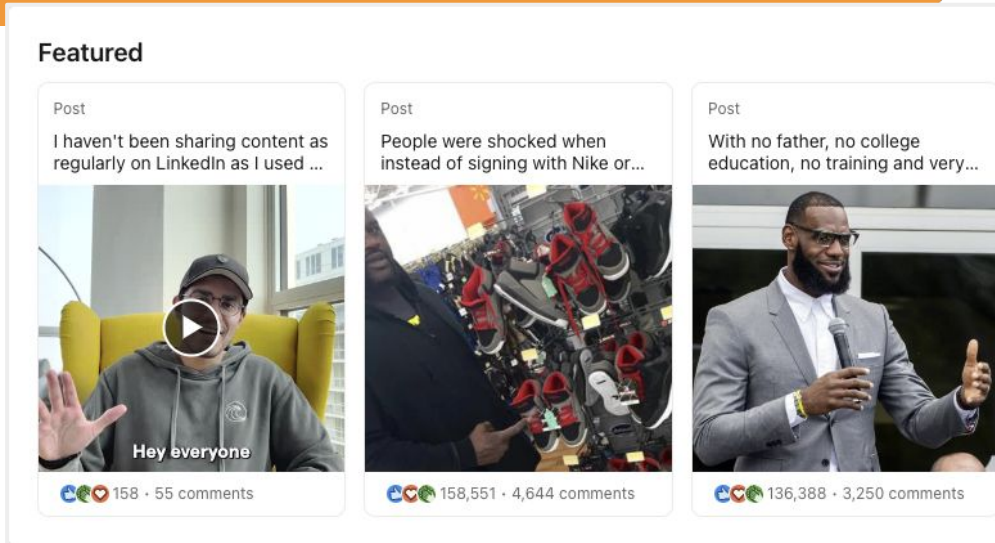 Featured
Post
I haven't been sharing content as
regularly on LinkedIn as I used ...
Hey everyone
158 · 55 comments
Post
People were shocked when
instead of signing with Nike or...
158,551 · 4,644 comments
Post
With no father, no college
education, no training and very...
136,388 · 3,250 comments